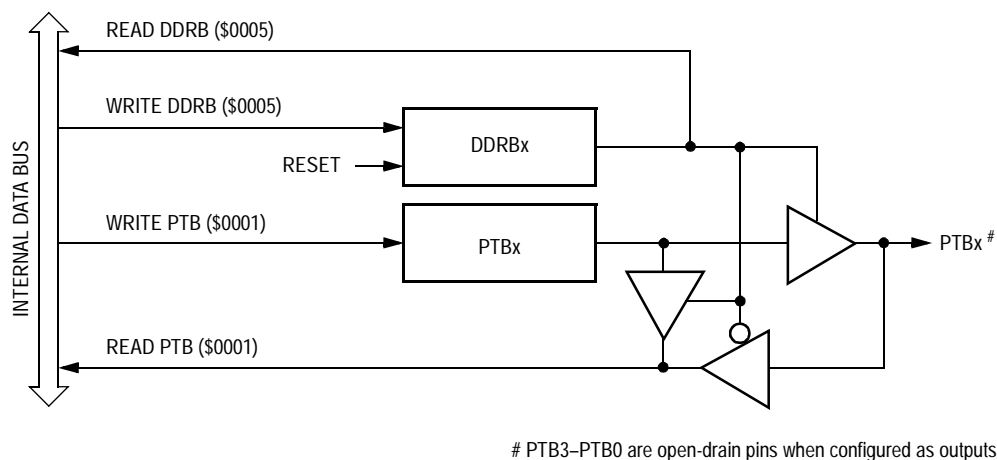 READ DDRB ($0005)
WRITE DDRB ($0005)
DDRBx
RESET
INTERNAL DATA BUS
WRITE PTB ($0001)
PTBx
PTBx #
READ PTB ($0001)
# PTB3–PTB0 are open-drain pins when configured as outputs